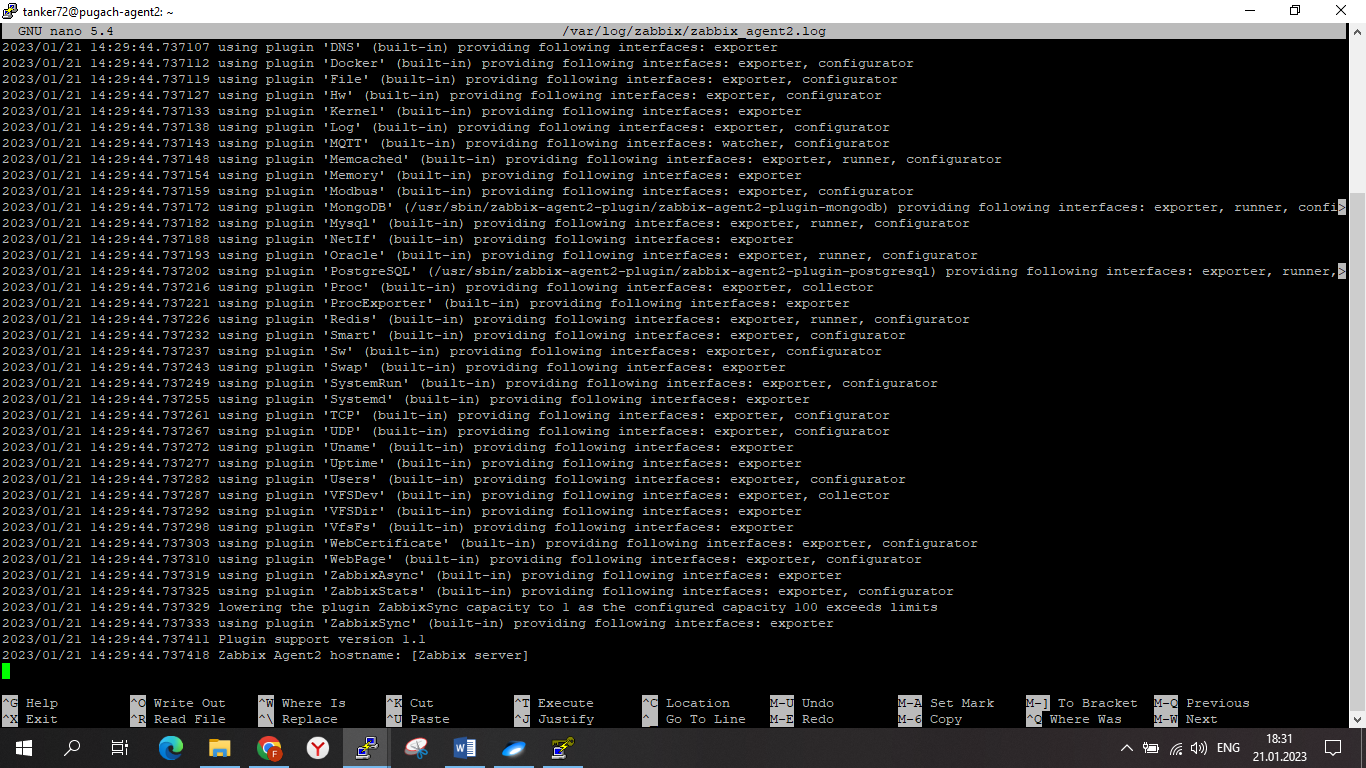 tanker72@pugach-agent2: ~
GNU nano 5.4 /var/log/zabbix/zabbix_agent2.log
2023/01/21 14:29:44.737107 using plugin 'DNS' (built-in) providing following interfaces: exporter
2023/01/21 14:29:44.737112 using plugin 'Docker' (built-in) providing following interfaces: exporter, configurator
2023/01/21 14:29:44.737119 using plugin 'File' (built-in) providing following interfaces: exporter, configurator
2023/01/21 14:29:44.737127 using plugin 'Hw' (built-in) providing following interfaces: exporter, configurator
2023/01/21 14:29:44.737133 using plugin 'Kernel' (built-in) providing following interfaces: exporter
2023/01/21 14:29:44.737138 using plugin 'Log' (built-in) providing following interfaces: exporter, configurator
2023/01/21 14:29:44.737143 using plugin 'MQTT' (built-in) providing following interfaces: watcher, configurator
2023/01/21 14:29:44.737148 using plugin 'Memcached' (built-in) providing following interfaces: exporter, runner, configurator
2023/01/21 14:29:44.737154 using plugin 'Memory' (built-in) providing following interfaces: exporter
2023/01/21 14:29:44.737159 using plugin 'Modbus' (built-in) providing following interfaces: exporter, configurator
2023/01/21 14:29:44.737172 using plugin 'MongoDB' (/usr/sbin/zabbix-agent2-plugin/zabbix-agent2-plugin-mongodb) providing following interfaces: exporter, runner, confi>
2023/01/21 14:29:44.737182 using plugin 'Mysql' (built-in) providing following interfaces: exporter, runner, configurator
2023/01/21 14:29:44.737188 using plugin 'NetIf' (built-in) providing following interfaces: exporter
2023/01/21 14:29:44.737193 using plugin 'Oracle' (built-in) providing following interfaces: exporter, runner, configurator
2023/01/21 14:29:44.737202 using plugin 'PostgreSQL' (/usr/sbin/zabbix-agent2-plugin/zabbix-agent2-plugin-postgresql) providing following interfaces: exporter, runner,>
2023/01/21 14:29:44.737216 using plugin 'Proc' (built-in) providing following interfaces: exporter, collector
2023/01/21 14:29:44.737221 using plugin 'ProcExporter' (built-in) providing following interfaces: exporter
2023/01/21 14:29:44.737226 using plugin 'Redis' (built-in) providing following interfaces: exporter, runner, configurator
2023/01/21 14:29:44.737232 using plugin 'Smart' (built-in) providing following interfaces: exporter, configurator
2023/01/21 14:29:44.737237 using plugin 'Sw' (built-in) providing following interfaces: exporter, configurator
2023/01/21 14:29:44.737243 using plugin 'Swap' (built-in) providing following interfaces: exporter
2023/01/21 14:29:44.737249 using plugin 'SystemRun' (built-in) providing following interfaces: exporter, configurator
2023/01/21 14:29:44.737255 using plugin 'Systemd' (built-in) providing following interfaces: exporter
2023/01/21 14:29:44.737261 using plugin 'TCP' (built-in) providing following interfaces: exporter, configurator
2023/01/21 14:29:44.737267 using plugin 'UDP' (built-in) providing following interfaces: exporter, configurator
2023/01/21 14:29:44.737272 using plugin 'Uname' (built-in) providing following interfaces: exporter
2023/01/21 14:29:44.737277 using plugin 'Uptime' (built-in) providing following interfaces: exporter
2023/01/21 14:29:44.737282 using plugin 'Users' (built-in) providing following interfaces: exporter, configurator
2023/01/21 14:29:44.737287 using plugin 'VFSDev' (built-in) providing following interfaces: exporter, collector
2023/01/21 14:29:44.737292 using plugin 'VFSDir' (built-in) providing following interfaces: exporter
2023/01/21 14:29:44.737298 using plugin 'VfsFs' (built-in) providing following interfaces: exporter
2023/01/21 14:29:44.737303 using plugin 'WebCertificate' (built-in) providing following interfaces: exporter, configurator
2023/01/21 14:29:44.737310 using plugin 'WebPage' (built-in) providing following interfaces: exporter, configurator
2023/01/21 14:29:44.737319 using plugin 'ZabbixAsync' (built-in) providing following interfaces: exporter
2023/01/21 14:29:44.737325 using plugin 'ZabbixStats' (built-in) providing following interfaces: exporter, configurator
2023/01/21 14:29:44.737329 lowering the plugin ZabbixSync capacity to 1 as the configured capacity 100 exceeds limits
2023/01/21 14:29:44.737333 using plugin 'ZabbixSync' (built-in) providing following interfaces: exporter
2023/01/21 14:29:44.737411 Plugin support version 1.1
2023/01/21 14:29:44.737418 Zabbix Agent2 hostname: [Zabbix server]
^G Help ^O Write Out ^W Where Is ^K Cut ^T Execute ^C Location M-U Undo M-A Set Mark M-] To Bracket M-Q Previous
^X Exit ^R Read File ^\ Replace ^U Paste ^J Justify ^_ Go To Line M-E Redo M-6 Copy ^Q Where Was M-W Next
ENG
18:31
21.01.2023